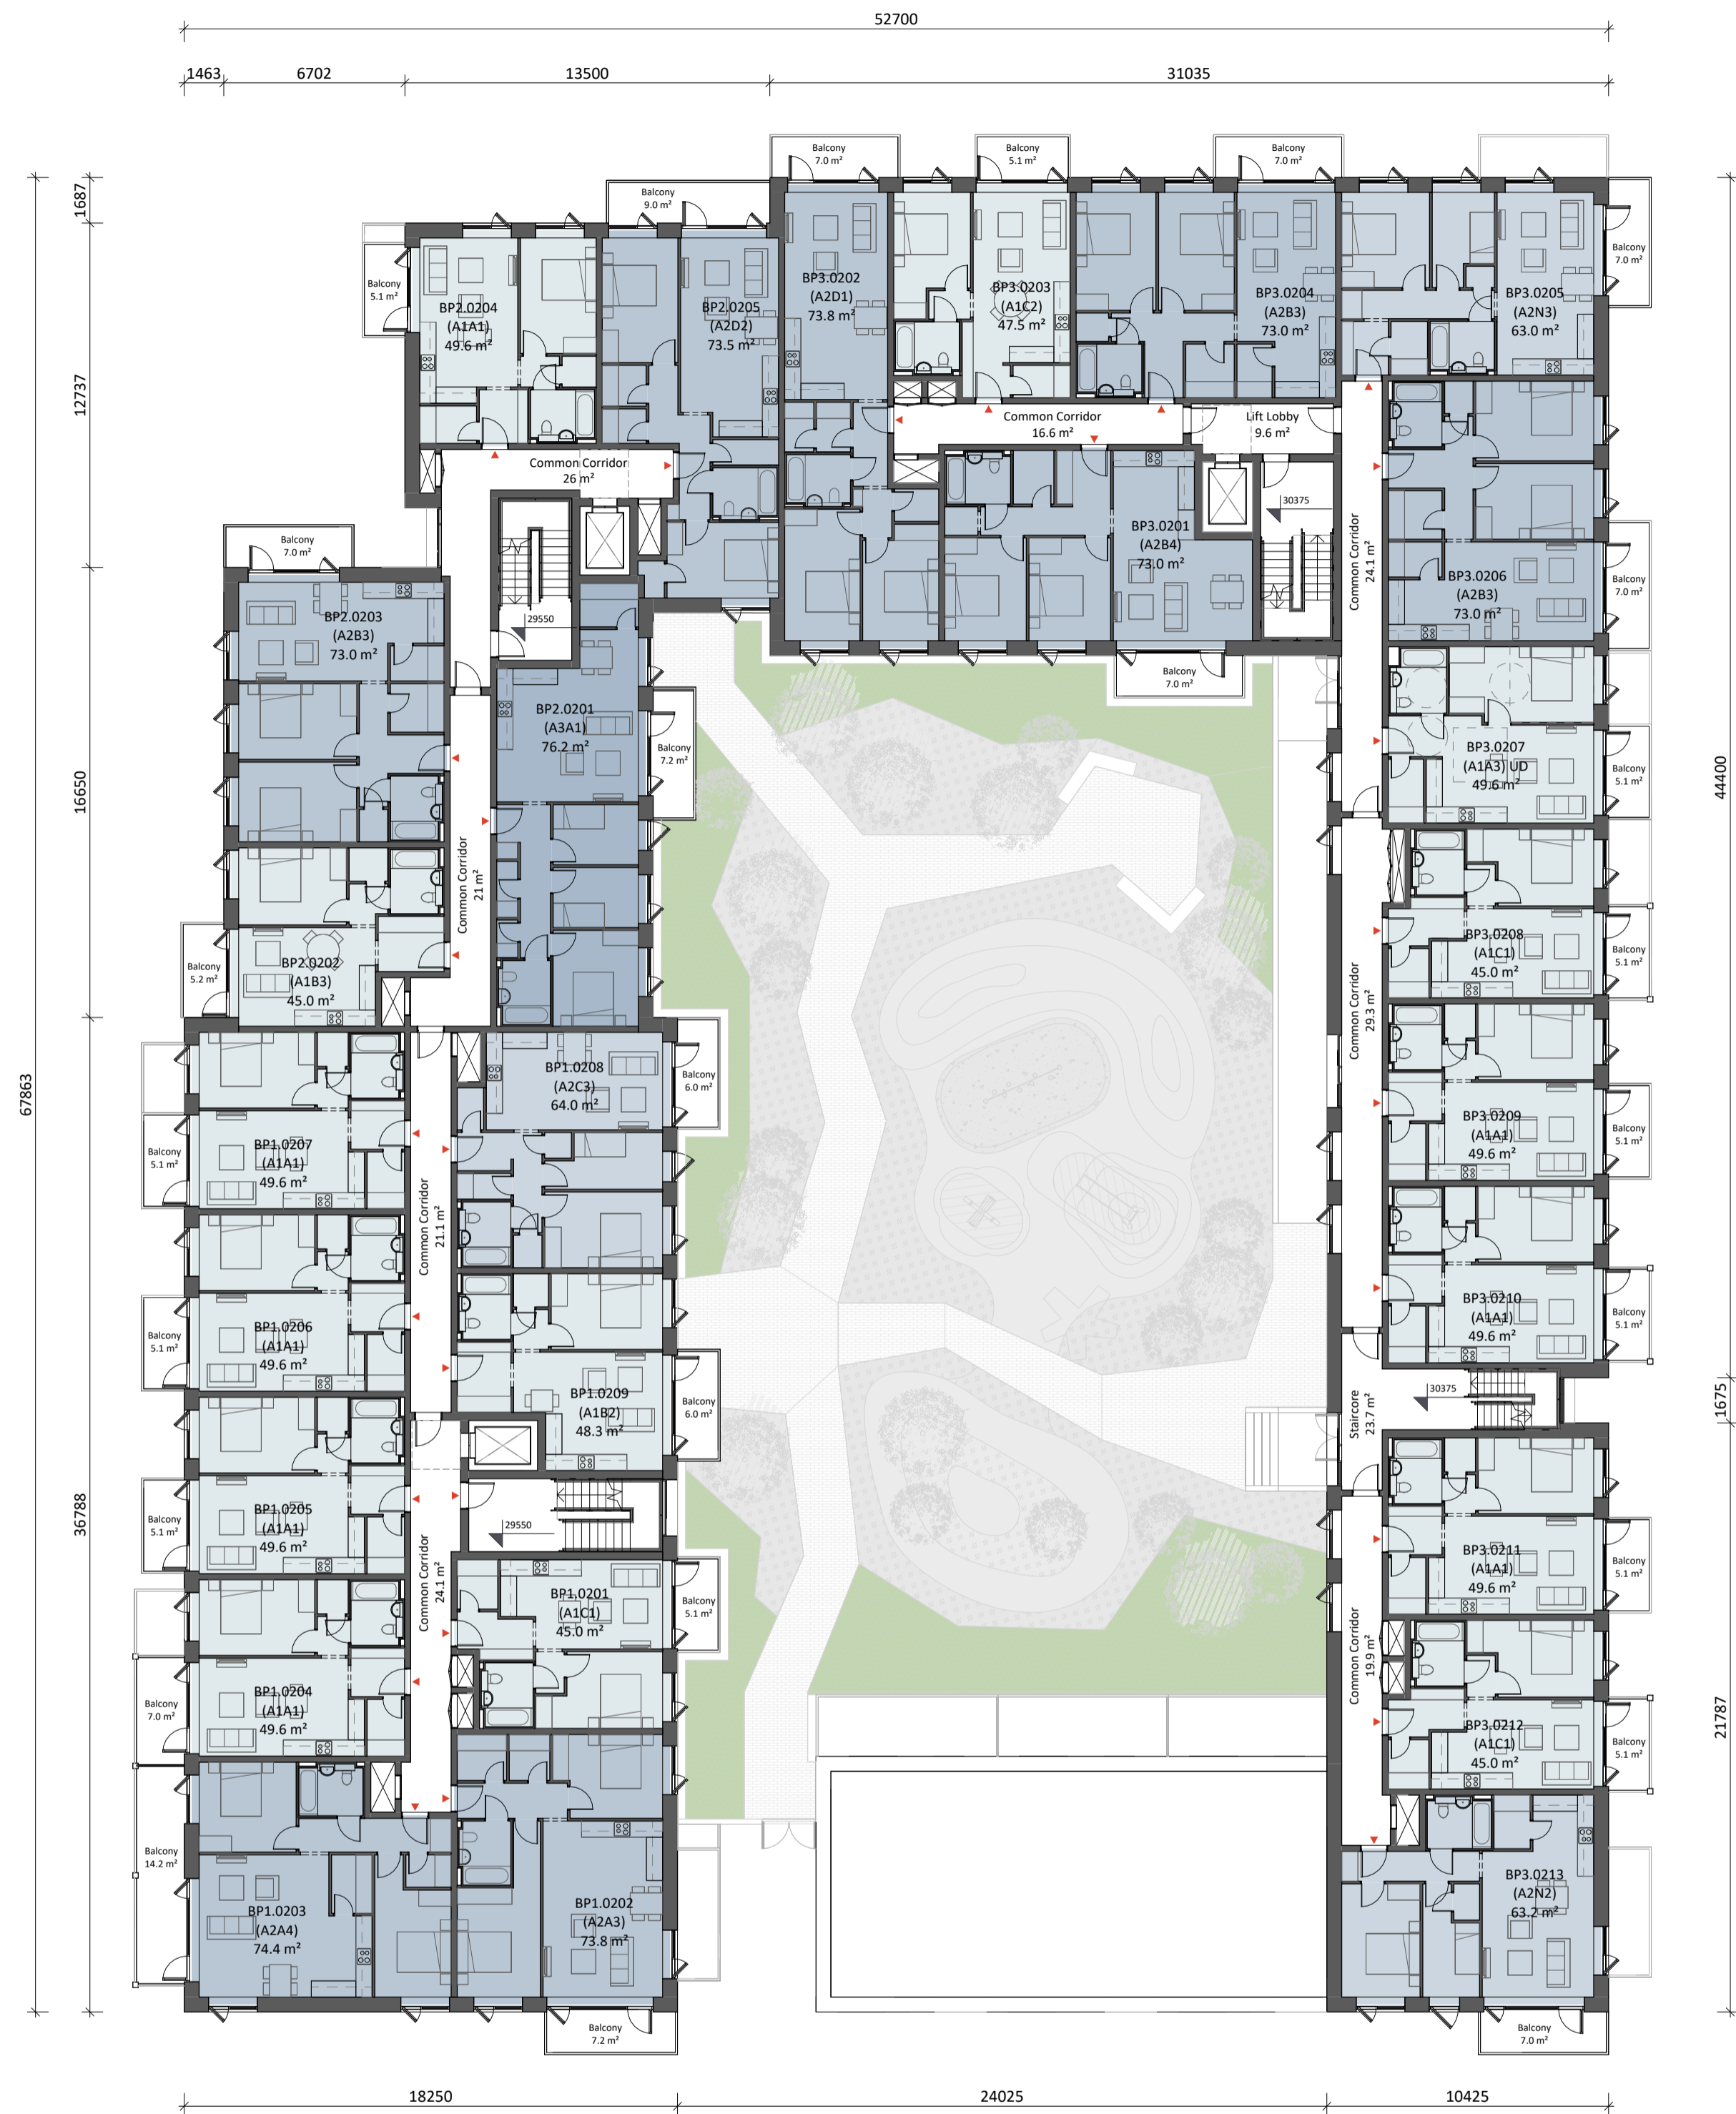 52700
1463
6702
13500
31035
1687
12737
16650
67863
36788
44400
1675
21787
Balcony
7.0 m²
Balcony
5.1 m²
Balcony
7.0 m²
Balcony
9.0 m²
Balcony
5.1 m²
Balcony
7.0 m²
BP2.0204
(A1A1)
49.6 m²
BP2.0205
(A2D2)
73.5 m²
BP3.0202
(A2D1)
73.8 m²
BP3.0203
(A1C2)
47.5 m²
BP3.0204
(A2B3)
73.0 m²
BP3.0205
(A2N3)
63.0 m²
Common Corridor
16.6 m²
Lift Lobby
9.6 m²
Common Corridor
26 m²
30375
BP3.0201
(A2B4)
73.0 m²
Common Corridor
24.1 m²
BP3.0206
(A2B3)
73.0 m²
Balcony
7.0 m²
Balcony
7.0 m²
BP2.0203
(A2B3)
73.0 m²
29550
BP2.0201
(A3A1)
76.2 m²
Balcony
7.2 m²
Balcony
7.0 m²
BP3.0207
(A1A3) UD
49.6 m²
Balcony
5.1 m²
Common Corridor
21 m²
BP2.0202
(A1B3)
45.0 m²
Balcony
5.2 m²
BP3.0208
(A1C1)
45.0 m²
Balcony
5.1 m²
Common Corridor
29.3 m²
BP1.0208
(A2C3)
64.0 m²
Balcony
6.0 m²
BP1.0207
(A1A1)
49.6 m²
Balcony
5.1 m²
BP3.0209
(A1A1)
49.6 m²
Balcony
5.1 m²
Common Corridor
21.1 m²
BP1.0206
(A1A1)
49.6 m²
Balcony
5.1 m²
BP3.0210
(A1A1)
49.6 m²
Balcony
5.1 m²
BP1.0209
(A1B2)
48.3 m²
Balcony
6.0 m²
Staircore
23.7 m²
30375
BP1.0205
(A1A1)
49.6 m²
Balcony
5.1 m²
29550
BP3.0211
(A1A1)
49.6 m²
Balcony
5.1 m²
Common Corridor
24.1 m²
BP1.0201
(A1C1)
45.0 m²
Balcony
5.1 m²
Common Corridor
19.9 m²
BP1.0204
(A1A1)
49.6 m²
Balcony
7.0 m²
BP3.0212
(A1C1)
45.0 m²
Balcony
5.1 m²
Balcony
14.2 m²
BP1.0203
(A2A4)
74.4 m²
BP1.0202
(A2A3)
73.8 m²
BP3.0213
(A2N2)
63.2 m²
Balcony
7.2 m²
Balcony
7.0 m²
18250
24025
10425